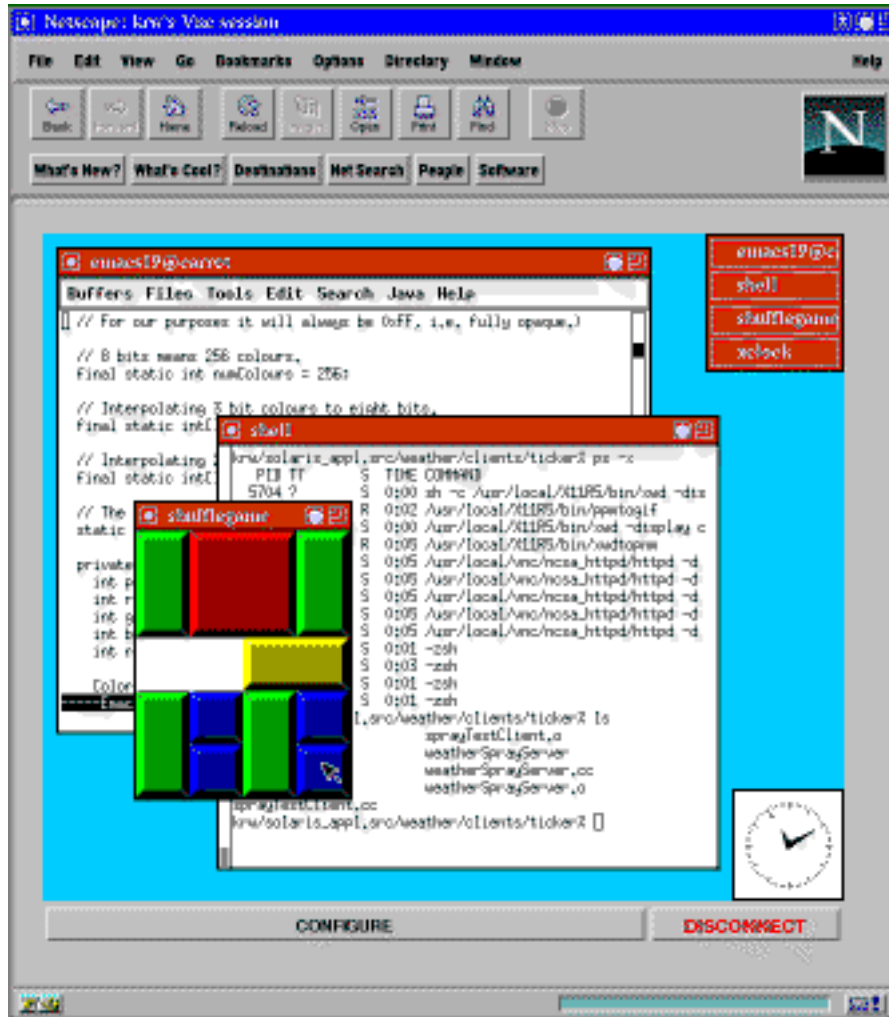 Netscape: krw's Vnc session
File Edit View Go Bookmarks Options Directory Window Help
Back Forward Home Reload Open Print Find Stop
N
What's New? What's Cool? Destinations Net Search People Software
emacs19@carrot
Buffers Files Tools Edit Search Java Help
// For our purposes it will always be 0xff, i.e. fully opaque.)
// 8 bits means 256 colours.
final static int numColours = 256;
// Interpolating 3 bit colours to eight bits.
final static int[
// Interpolating
final static int[
// The
static
private
int
int r
int g
int b
int r
Color
Emac
emacs19@c
shell
shufflegame
xclock
shell
krw/solaris_appl.src/weather/clients/ticker% ps -x
PID TT S TIME COMMAND
5704 ? S 0:00 sh -c /usr/local/X11R5/bin/xwd -dis
R 0:02 /usr/local/X11R5/bin/ppmtogif
S 0:00 /usr/local/X11R5/bin/xwd -display c
R 0:05 /usr/local/X11R5/bin/xwdtopnm
S 0:05 /usr/local/vnc/ncsa_httpd/httpd -d
S 0:05 /usr/local/vnc/ncsa_httpd/httpd -d
S 0:05 /usr/local/vnc/ncsa_httpd/httpd -d
S 0:05 /usr/local/vnc/ncsa_httpd/httpd -d
S 0:01 -zsh
S 0:03 -zsh
S 0:01 -zsh
S 0:01 -zsh
l.src/weather/clients/ticker% ls
sprayTestClient.o
weatherSprayServer
weatherSprayServer.cc
weatherSprayServer.o
sprayTestClient.cc
krw/solaris_appl.src/weather/clients/ticker%
shufflegame
CONFIGURE DISCONNECT